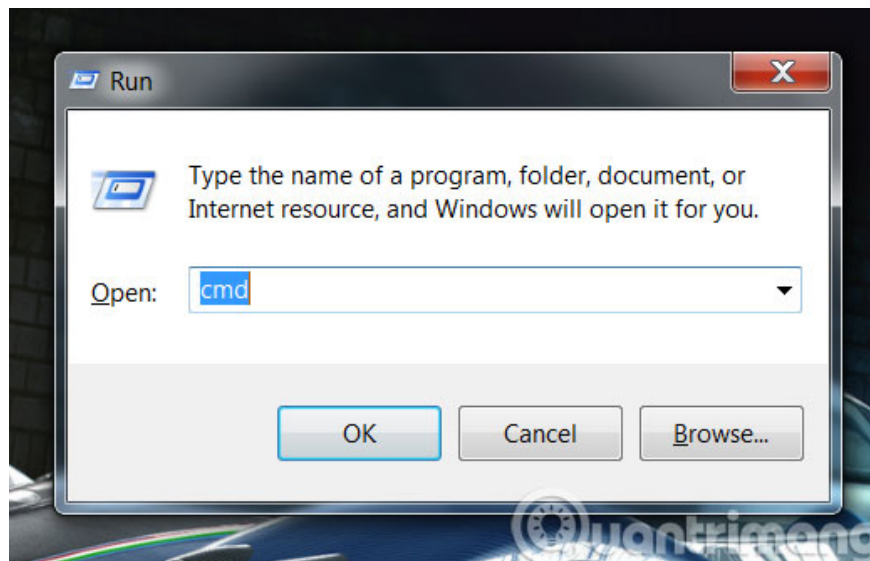 Run
X
Type the name of a program, folder, document, or
Internet resource, and Windows will open it for you.
Open: cmd
OK Cancel Browse...
Quantrimang